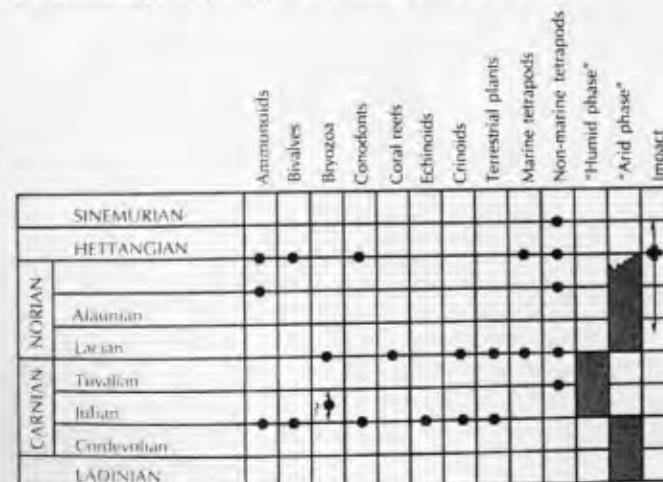 Ammonoids
Bivalves
Bryozoa
Conodonts
Coral reefs
Echinoids
Crinoids
Terrestrial plants
Marine tetrapods
Non-marine tetrapods
"Humid phase"
"Arid phase"
Impact
SINEMURIAN
HETTANGIAN
NORIAN
Alaunian
Lacian
CARNIAN
Tuvalian
Julian
?
Cordevolian
LADINIAN